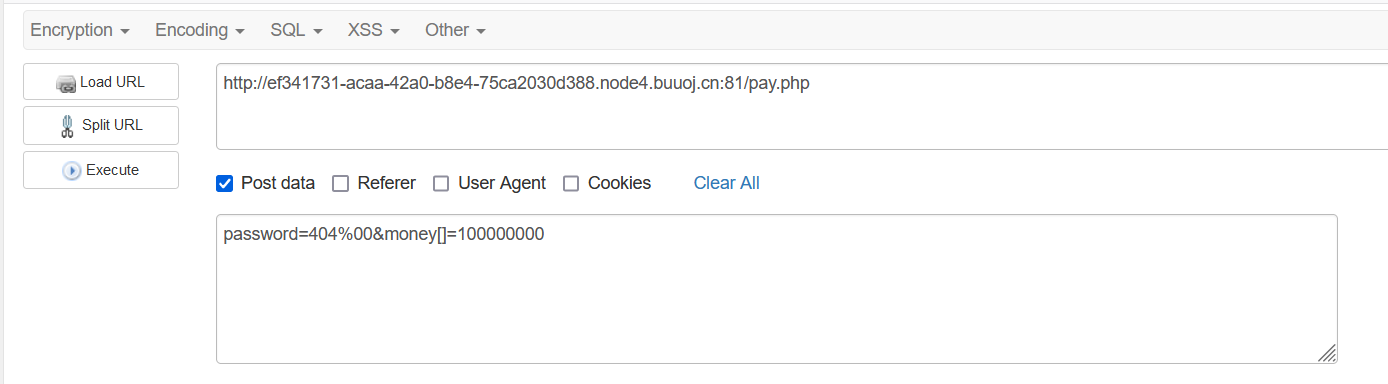 Encryption Encoding SQL XSS Other
Load URL
http://ef341731-acaa-42a0-b8e4-75ca2030d388.node4.buuoj.cn:81/pay.php
Split URL
Execute
Post data Referer User Agent Cookies Clear All
password=404%00&money[]=100000000